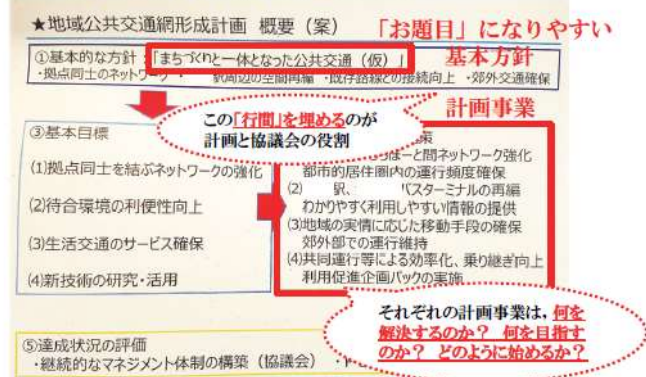 ★地域公共交通網形成計画 概要（案）
「お題目」になりやすい
①基本的な方針:「まちづくりと一体となった公共交通（仮）」
基本方針
・拠点同士のネットワーク 駅周辺の空間再編 ・既存路線との接続向上 ・郊外交通確保
計画事業
この「行間」を埋めるのが
計画と協議会の役割
③基本目標
策
(1)拠点同士を結ぶネットワークの強化
ぽーと間ネットワーク強化
都市的居住圏内の運行頻度確保
(2) 駅、 バスターミナルの再編
(2)待合環境の利便性向上
わかりやすく利用しやすい情報の提供
(3)地域の実情に応じた移動手段の確保
(3)生活交通のサービス確保
郊外部での運行維持
(4)共同運行等による効率化、乗り継ぎ向上
(4)新技術の研究・活用
利用促進企画パックの実施
それぞれの計画事業は，何を
解決するのか？ 何を目指す
のか？ どのように始めるか？
⑤達成状況の評価
・継続的なマネジメント体制の構築（協議会）